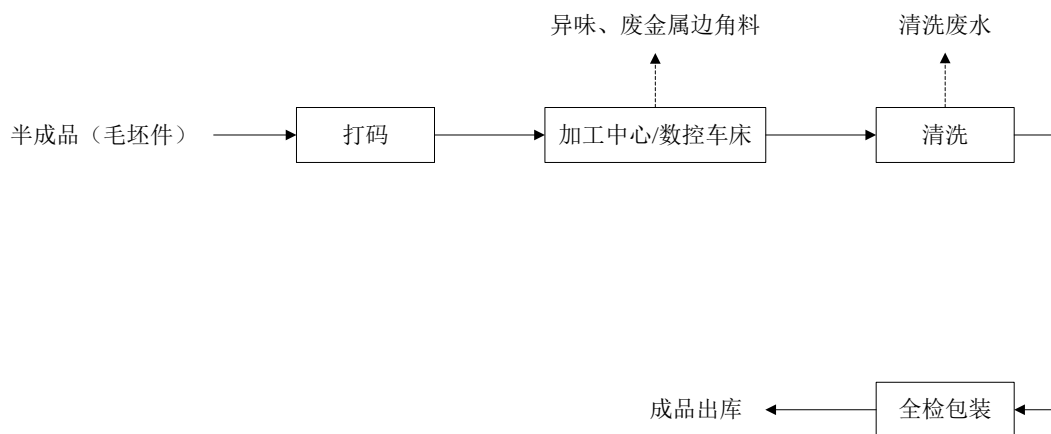 异味、废金属边角料
清洗废水
半成品（毛坯件）
打码
加工中心/数控车床
清洗
成品出库
全检包装